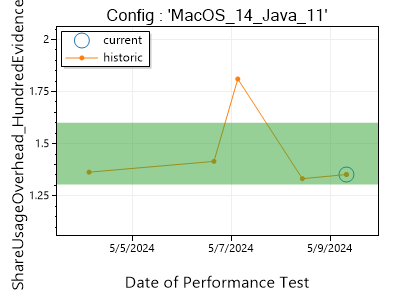 Config : 'MacOS_14_Java_11'
current
historic
ShareUsageOverhead_HundredEvidence
2
1.75
1.5
1.25
5/5/2024
5/7/2024
5/9/2024
Date of Performance Test